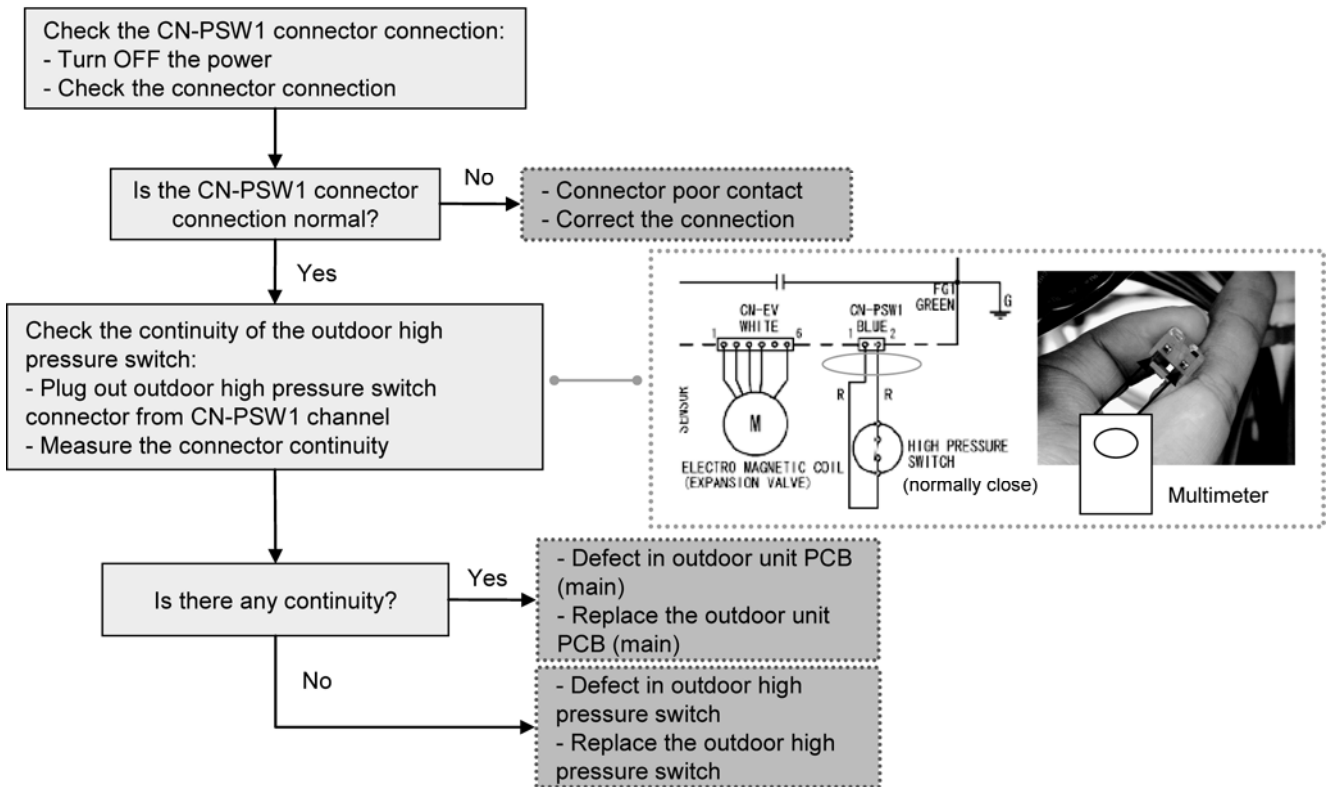 Check the CN-PSW1 connector connection:
- Turn OFF the power
- Check the connector connection
Is the CN-PSW1 connector
connection normal?
No
- Connector poor contact
- Correct the connection
Yes
Check the continuity of the outdoor high
pressure switch:
- Plug out outdoor high pressure switch
connector from CN-PSW1 channel
- Measure the connector continuity
CN-EV
WHITE
1
6
CN-PSW1
BLUE
1
2
FG1
GREEN
G
SENSOR
M
R
R
ELECTRO MAGNETIC COIL
(EXPANSION VALVE)
HIGH PRESSURE
SWITCH
(normally close)
Multimeter
Is there any continuity?
Yes
- Defect in outdoor unit PCB
(main)
- Replace the outdoor unit
PCB (main)
No
- Defect in outdoor high
pressure switch
- Replace the outdoor high
pressure switch